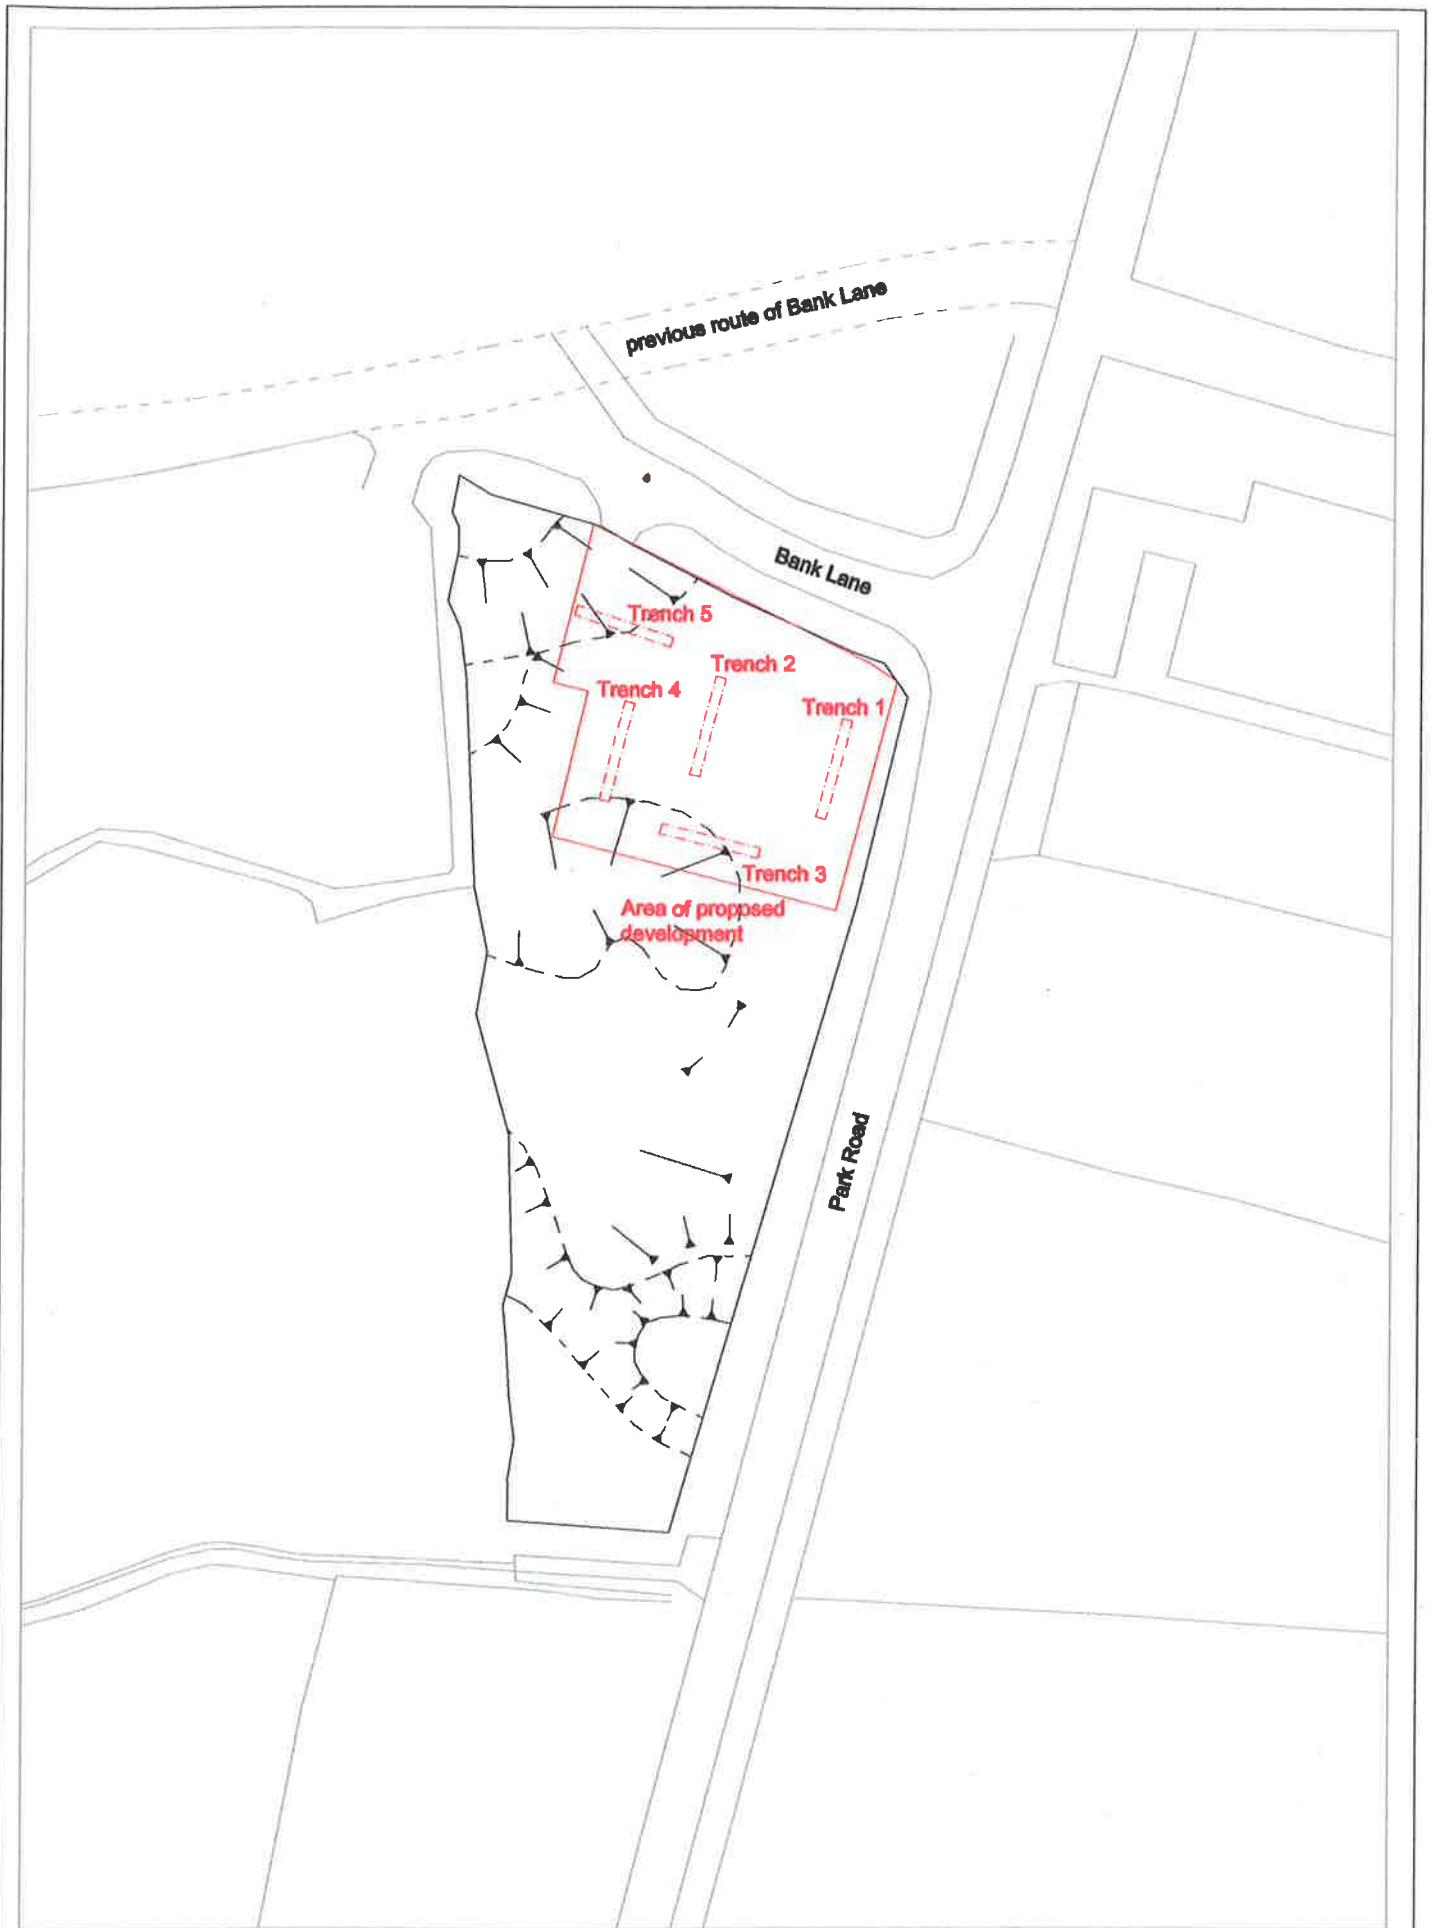 previous route of Bank Lane
Bank Lane
Trench 5
Trench 2
Trench 4
Trench 1
Trench 3
Area of proposed
development
Park Road